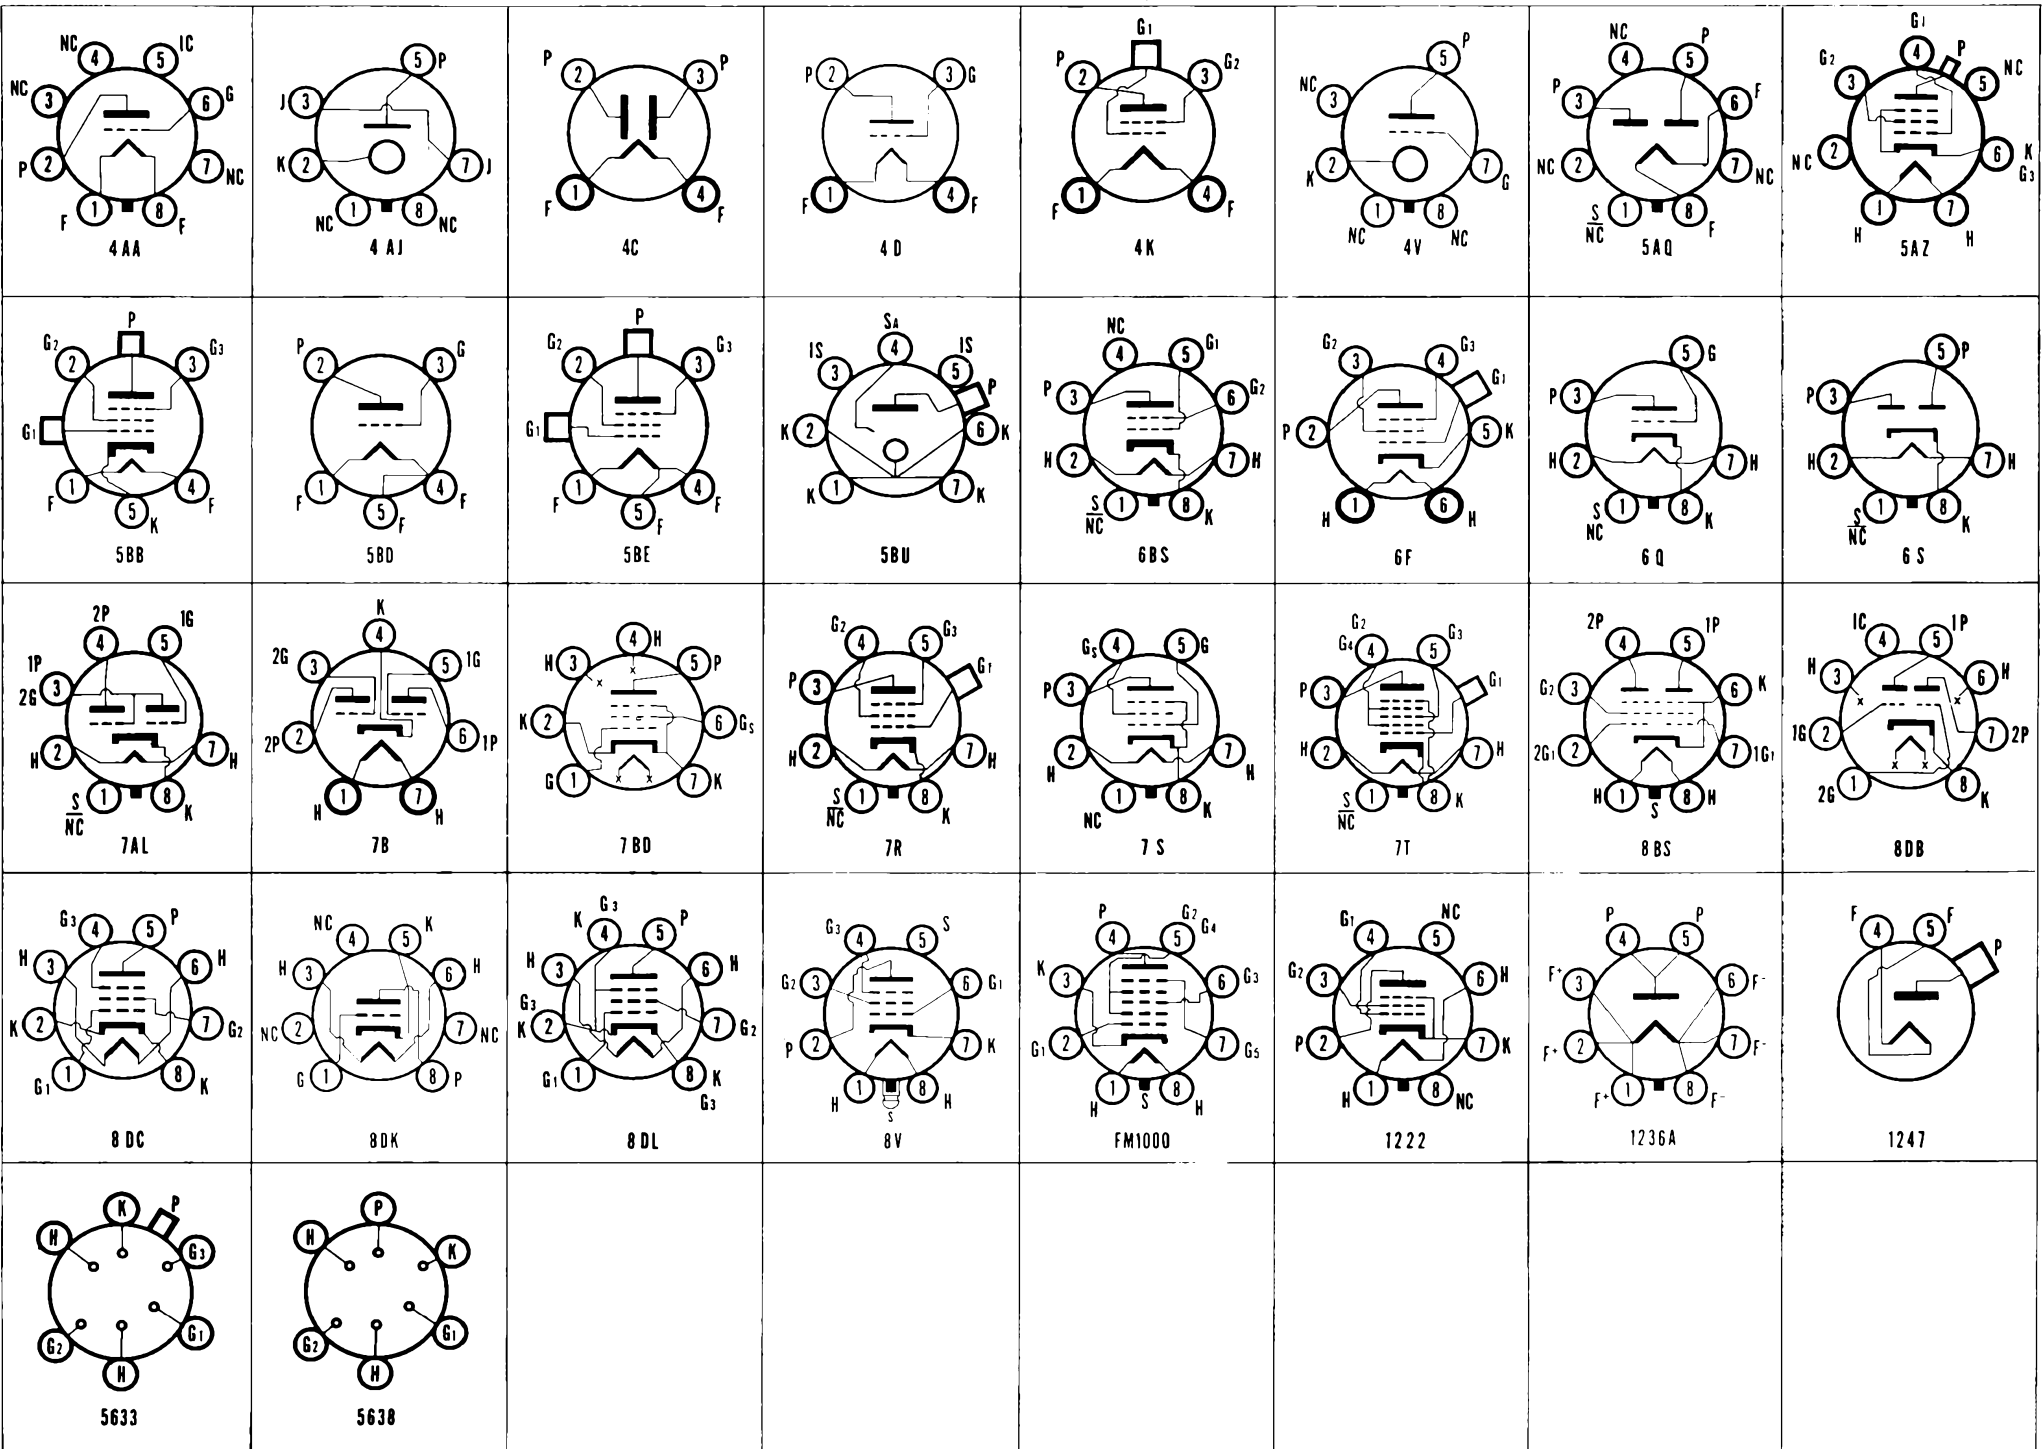 NC 4 5 IC
NC 3 6 G
P 2 7 NC
F 1 8 F
4AA
5 P
J 3
K 2 7 J
NC 1 8 NC
4AJ
P 2 3 P
F 1 4 F
4C
P 2 3 G
F 1 4 F
4D
G1
P 2 3 G2
F 1 4 F
4K
5 P
NC 3
K 2 7 G
NC 1 8 NC
4V
NC 4 5 P
P 3 6 F
NC 2 7 NC
S/NC 1 8 F
5AQ
G1 4 P
G2 3 5 NC
NC 2 6 K G3
H 1 7 H
5AZ
P
G2 2 3 G3
G1
F 1 4 F
5 K
5BB
P 2 3 G
F 1 4 F
5 F
5BD
P
G2 2 3 G3
G1
F 1 4 F
5 F
5BE
SA 4
IS 3 5 IS
P
K 2 6 K
K 1 7 K
5BU
NC 4 5 G1
P 3 6 G2
H 2 7 H
S/NC 1 8 K
6BS
G2 3 4 G3
G1
P 2 5 K
H 1 6 H
6F
5 G
P 3
H 2 7 H
S NC 1 8 K
6Q
5 P
P 3
H 2 7 H
S/NC 1 8 K
6S
2P 4 5 1G
1P 2G 3
H 2 7 H
S/NC 1 8 K
7AL
K 4
2G 3 5 1G
2P 2 6 1P
H 1 7 H
7B
4 H
H 3 5 P
K 2 6 GS
G 1 7 K
7BD
G2 4 5 G3
P 3 G1
H 2 7 H
S/NC 1 8 K
7R
GS 4 5 G
P 3
H 2 7 H
NC 1 8 K
7S
G2 G4 4 5 G3
P 3 G1
H 2 7 H
S/NC 1 8 K
7T
2P 4 5 1P
G2 3 6 K
2G1 2 7 1G1
H 1 S 8 H
8BS
IC 4 5 1P
H 3 6 H
1G 2 7 2P
2G 1 8 K
8DB
G3 4 5 P
H 3 6 H
K 2 7 G2
G1 1 8 K
8DC
NC 4 5 K
H 3 6 H
NC 2 7 NC
G 1 8 P
8DK
K G3 4 5 P
H 3 6 H
G3 K 2 7 G2
G1 1 8 K G3
8DL
G3 4 5 S
G2 3 6 G1
P 2 7 K
H 1 8 H
S
8V
P 4 5 G2 G4
K 3 6 G3
G1 2 7 G5
H 1 S 8 H
FM1000
G1 4 5 NC
G2 3 6 H
P 2 7 K
H 1 8 NC
1222
P 4 5 P
F+ 3 6 F-
F+ 2 7 F-
F+ 1 8 F-
1236A
F 4 5 F
P
1247
K P
H G3
G2 G1
H
5633
P
H K
G2 G1
H
5638